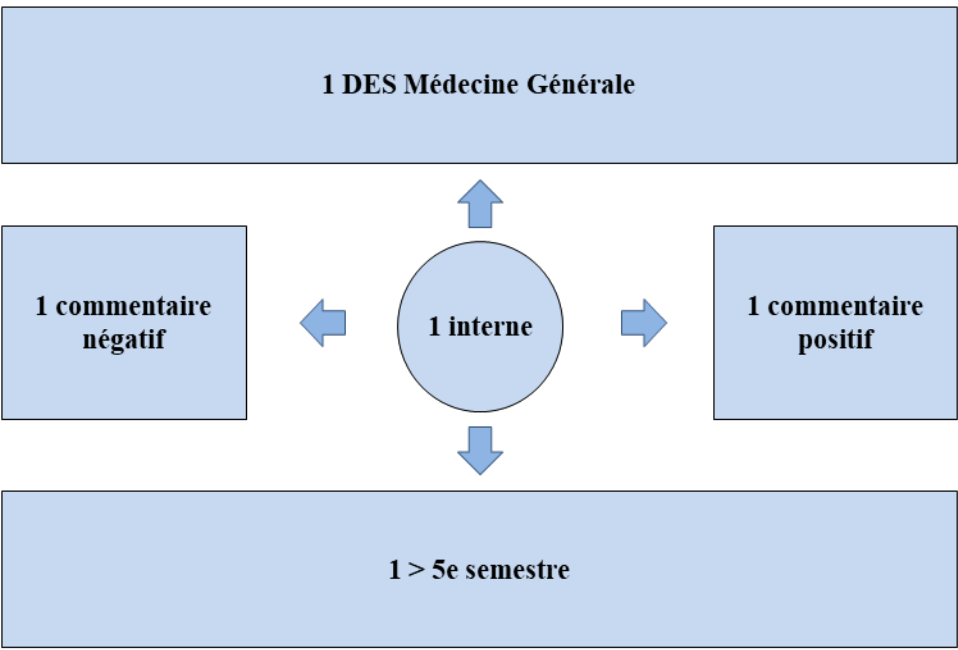 1 DES Médecine Générale
1 commentaire
négatif
1 interne
1 commentaire
positif
1 > 5e semestre